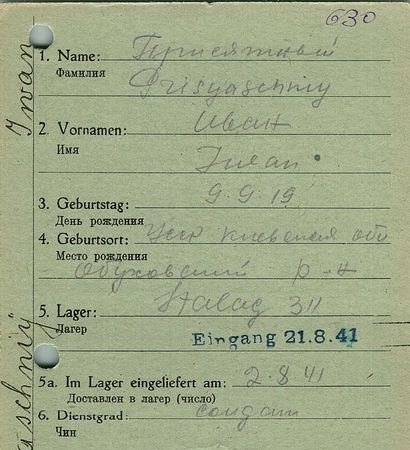 630
1. Name: Присяжный
Фамилия
Prisyaschniy
2. Vornamen: Иван
Имя
Iwan
3. Geburtstag: 9.9.19
День рождения
4. Geburtsort: Усср Киевская обл
Место рождения
Обуховский р-н
5. Lager: Stalag 311
Лагерь
Eingang 21.8.41
5a. Im Lager eingeliefert am: 2.8.41
Доставлен в лагерь (число)
6. Dienstgrad: солдат
Чин
Iwan
aschniy